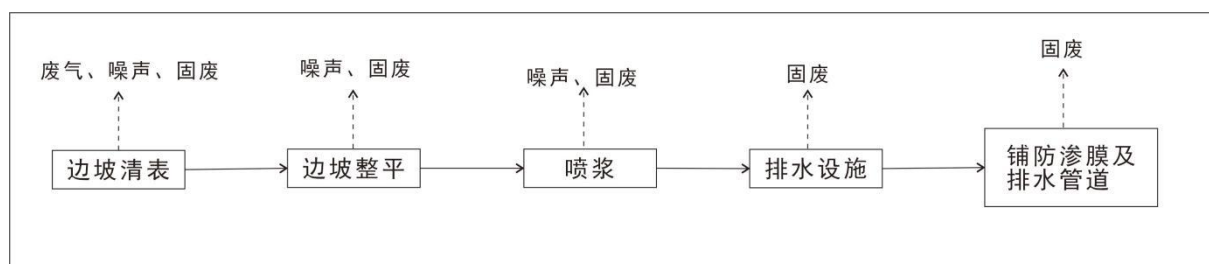 固废
废气、噪声、固废
噪声、固废
噪声、固废
固废
边坡清表
边坡整平
喷浆
排水设施
铺防渗膜及
排水管道